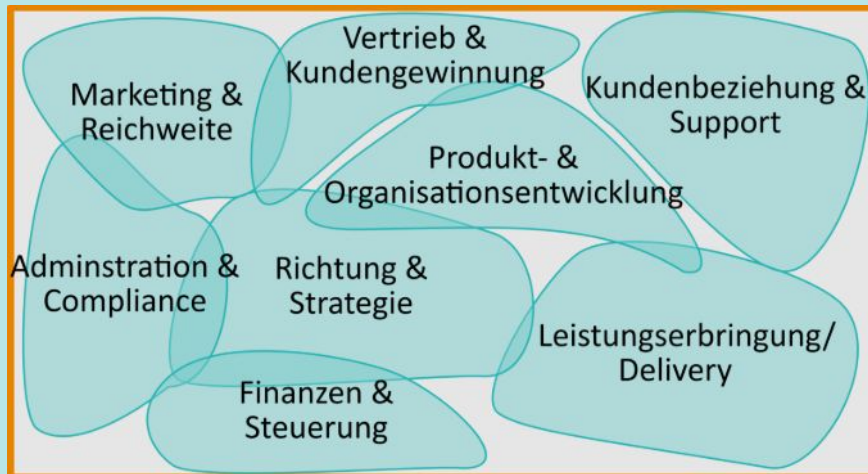 Marketing &
Reichweite
Vertrieb &
Kundengewinnung
Kundenbeziehung &
Support
Produkt- &
Organisationsentwicklung
Adminstration &
Compliance
Richtung &
Strategie
Leistungserbringung/
Delivery
Finanzen &
Steuerung